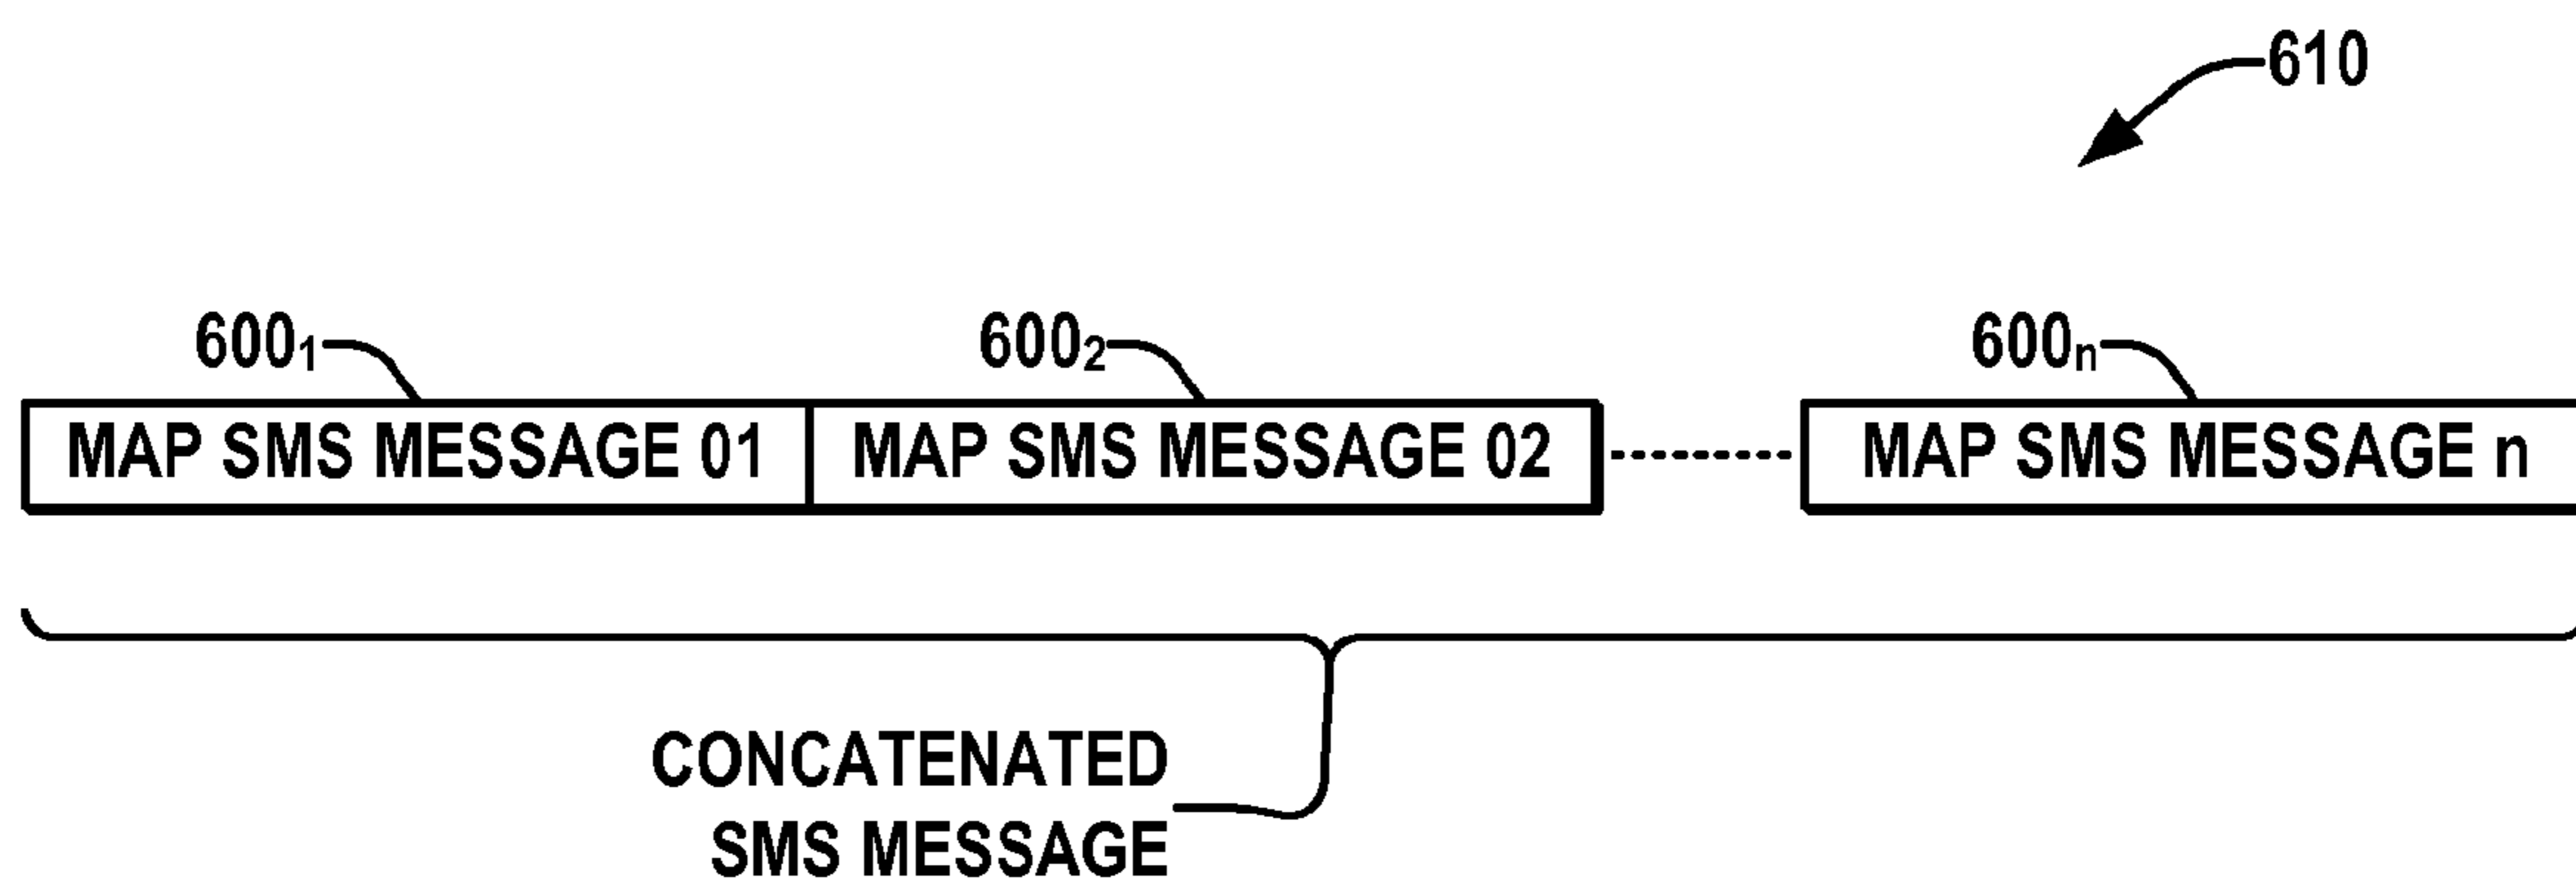 610
600₁
600₂
600ₙ
MAP SMS MESSAGE 01
MAP SMS MESSAGE 02
MAP SMS MESSAGE n
CONCATENATED
SMS MESSAGE